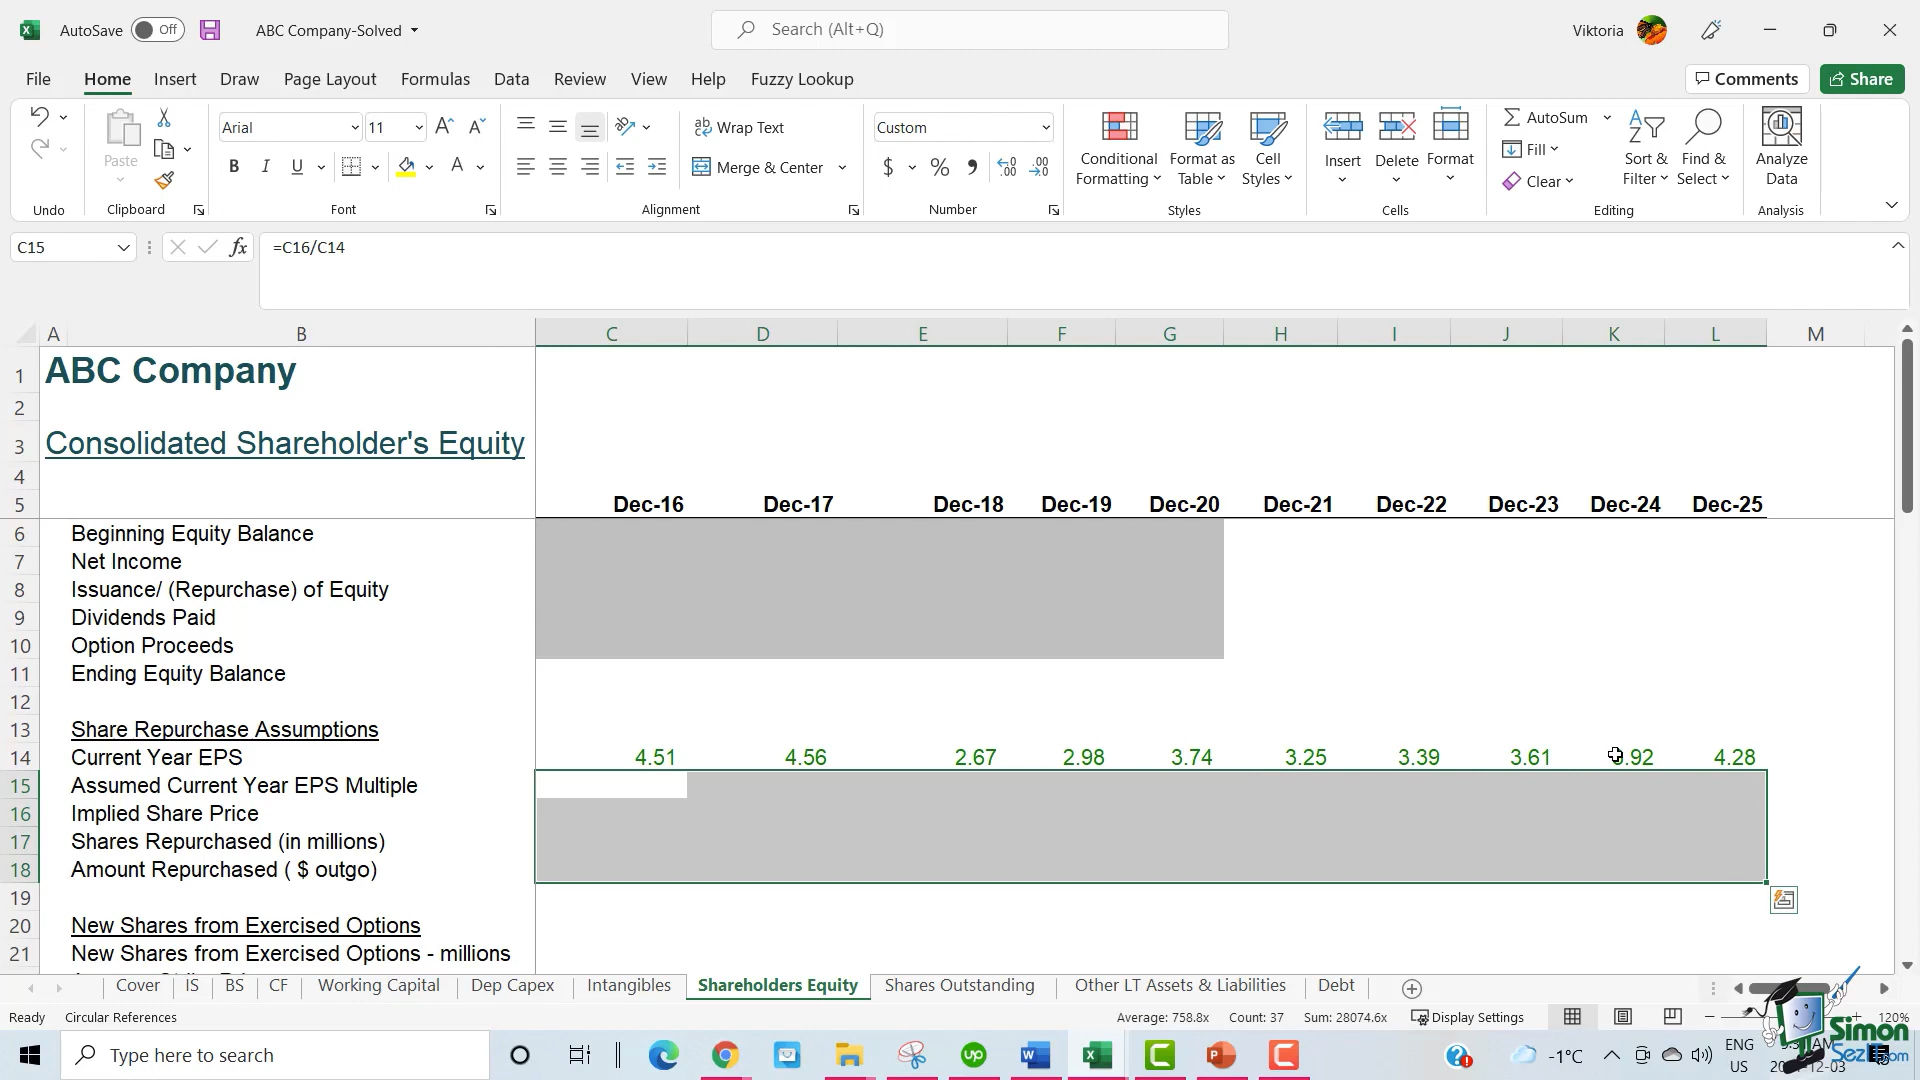 AutoSave Off ABC Company-Solved Search (Alt+Q) Viktoria
File Home Insert Draw Page Layout Formulas Data Review View Help Fuzzy Lookup Comments Share
Arial 11 Wrap Text Custom AutoSum
Paste B I U Merge & Center $ % Conditional Formatting Format as Table Cell Styles Insert Delete Format Fill Clear Sort & Filter Find & Select Analyze Data
Undo Clipboard Font Alignment Number Styles Cells Editing Analysis
C15 fx =C16/C14
A B C D E F G H I J K L M
1 ABC Company
2
3 Consolidated Shareholder's Equity
4
5 Dec-16 Dec-17 Dec-18 Dec-19 Dec-20 Dec-21 Dec-22 Dec-23 Dec-24 Dec-25
6 Beginning Equity Balance
7 Net Income
8 Issuance/ (Repurchase) of Equity
9 Dividends Paid
10 Option Proceeds
11 Ending Equity Balance
12
13 Share Repurchase Assumptions
14 Current Year EPS 4.51 4.56 2.67 2.98 3.74 3.25 3.39 3.61 .92 4.28
15 Assumed Current Year EPS Multiple
16 Implied Share Price
17 Shares Repurchased (in millions)
18 Amount Repurchased ( $ outgo)
19
20 New Shares from Exercised Options
21 New Shares from Exercised Options - millions
Cover IS BS CF Working Capital Dep Capex Intangibles Shareholders Equity Shares Outstanding Other LT Assets & Liabilities Debt
Ready Circular References Average: 758.8x Count: 37 Sum: 28074.6x Display Settings 120%
Type here to search -1°C ENG US
Simon SezIT.com